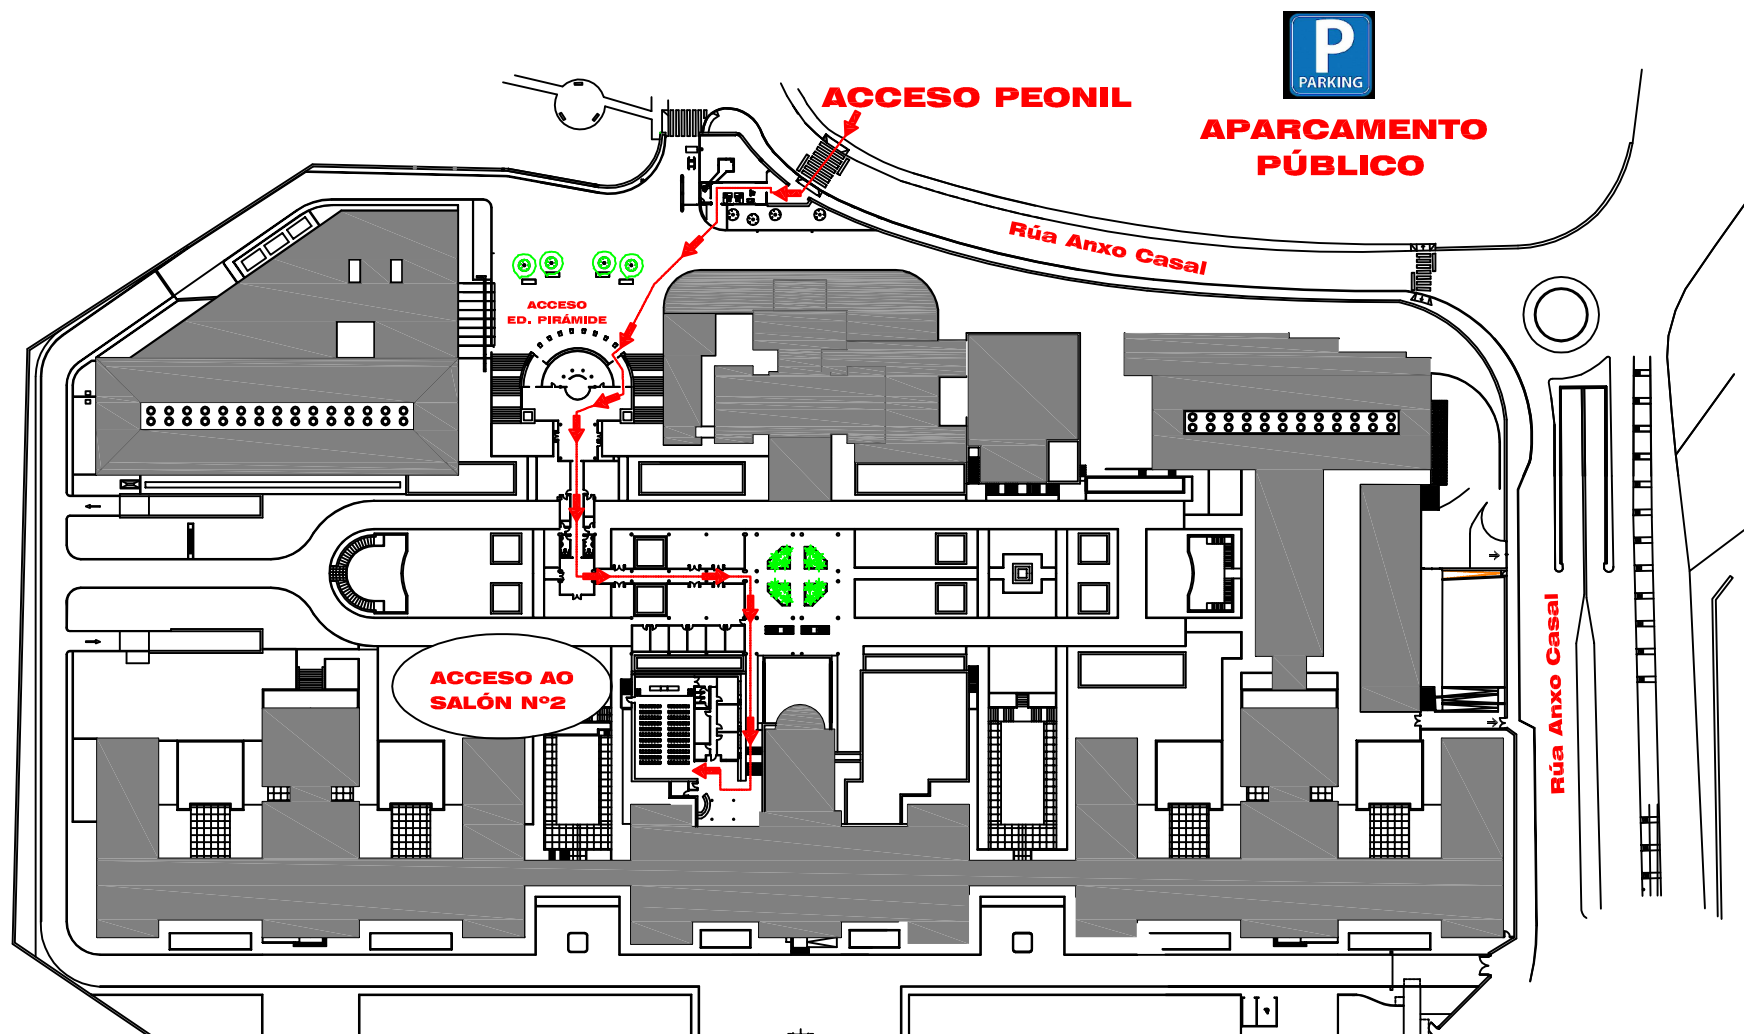 P
PARKING
ACCESO PEONIL
APARCAMENTO
PÚBLICO
Rúa Anxo Casal
ACCESO
ED. PIRÁMIDE
Rúa Anxo Casal
ACCESO AO
SALÓN Nº2